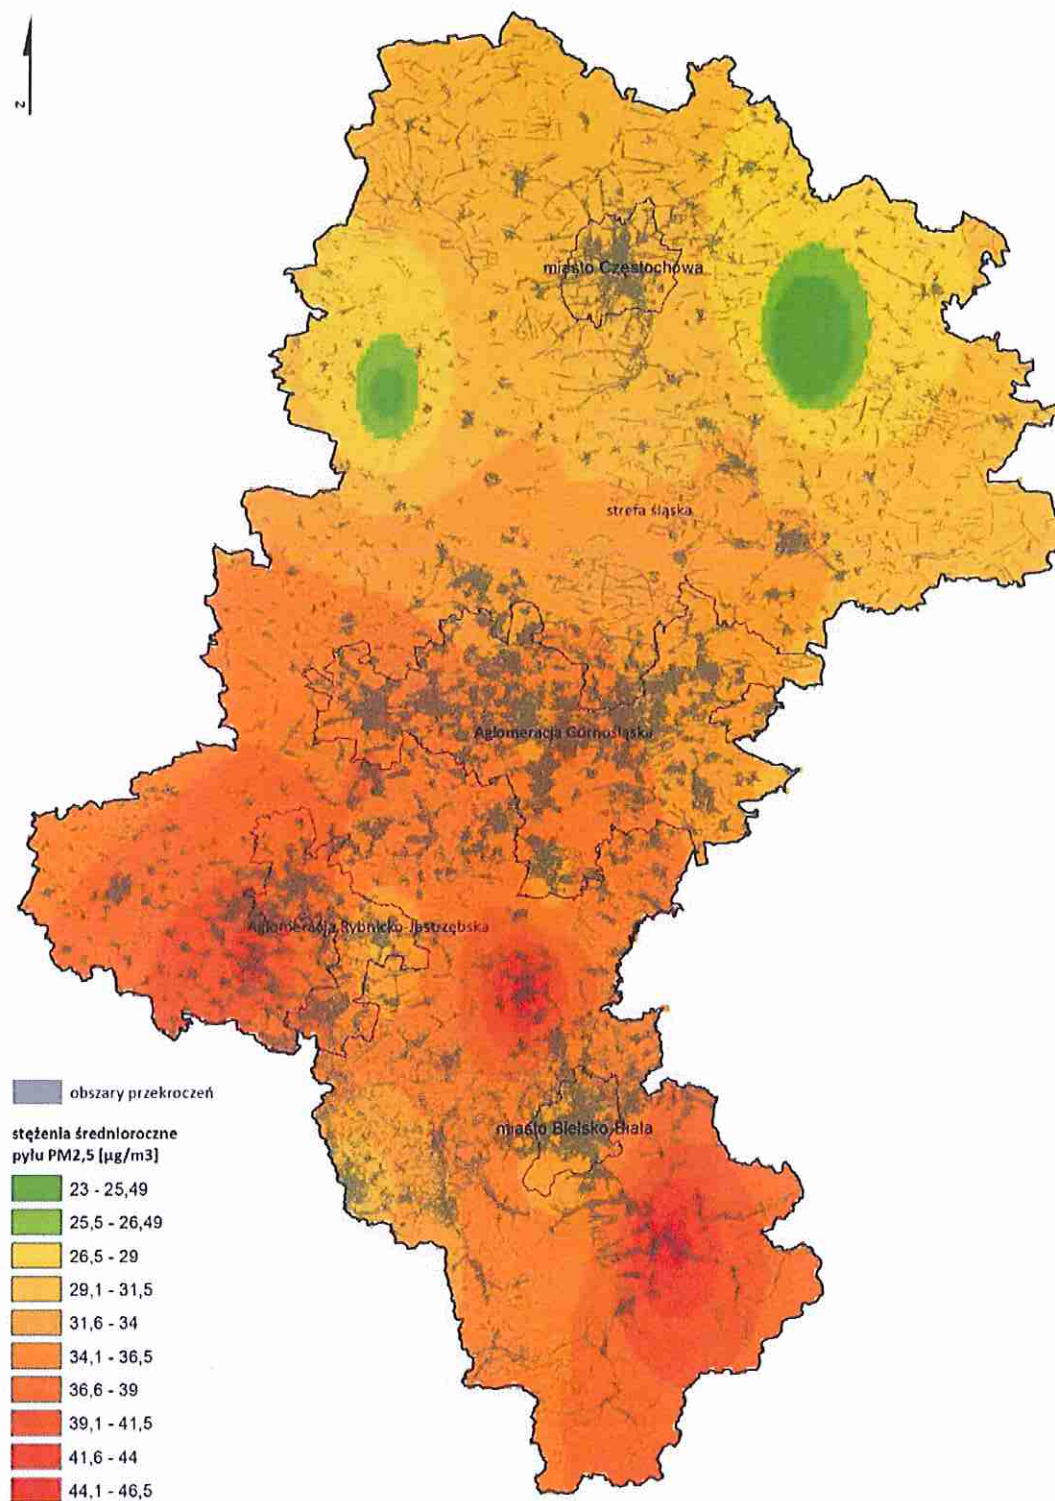 z
miasto Częstochowa
strefa śląska
Aglomeracja Górnośląska
Aglomeracja Rybnicko-Jastrzębska
miasto Bielsko-Biała
obszary przekroczeń
stężenia średnioroczne
pyłu PM2,5 [µg/m3]
23 - 25,49
25,5 - 26,49
26,5 - 29
29,1 - 31,5
31,6 - 34
34,1 - 36,5
36,6 - 39
39,1 - 41,5
41,6 - 44
44,1 - 46,5